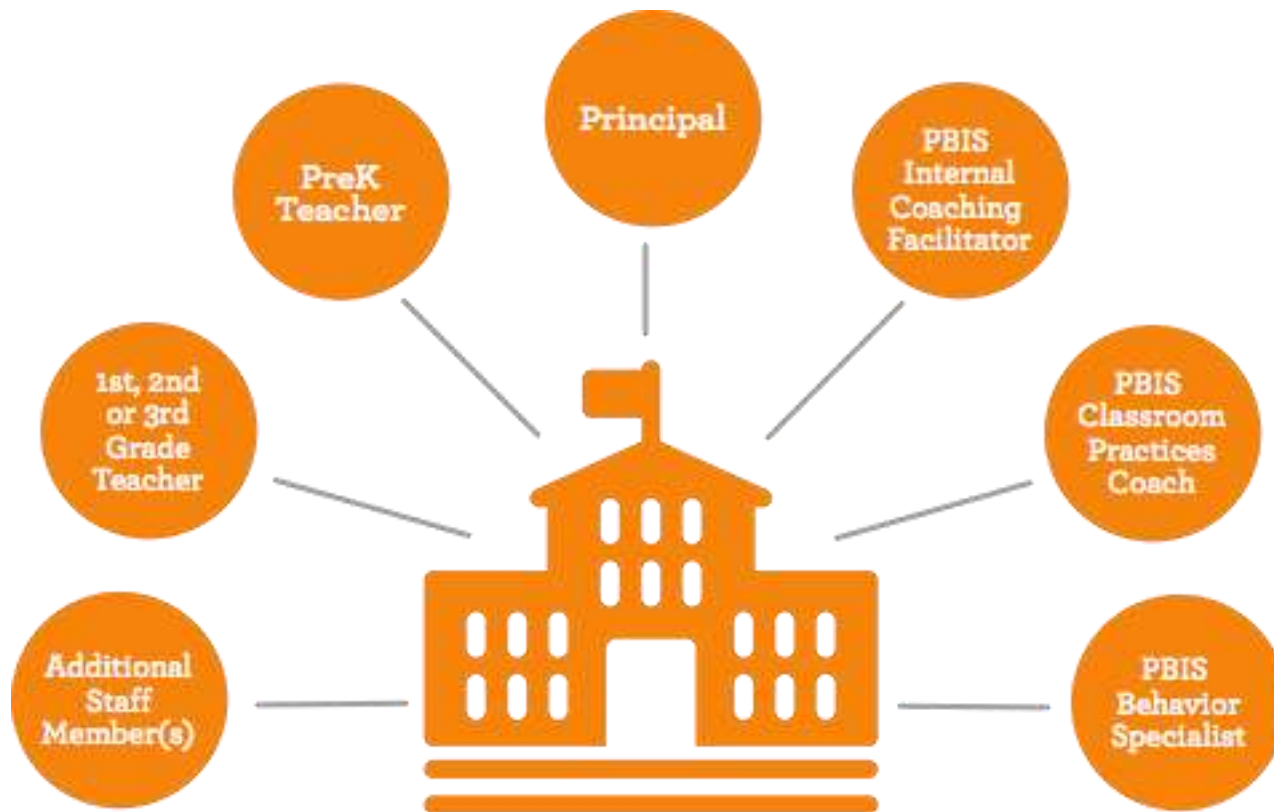 Principal
PreK
Teacher
PBIS
Internal
Coaching
Facilitator
1st, 2nd
or 3rd
Grade
Teacher
PBIS
Classroom
Practices
Coach
Additional
Staff
Member(s)
PBIS
Behavior
Specialist